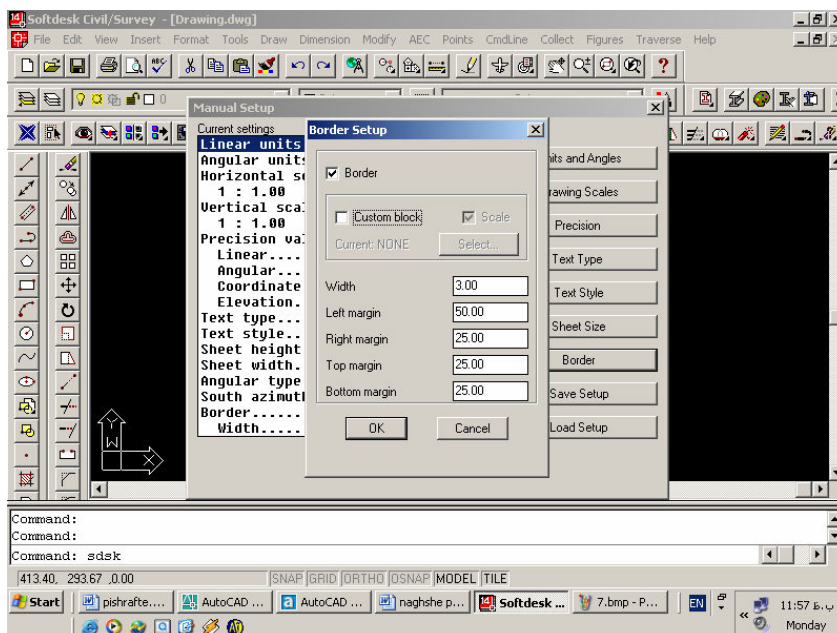 Softdesk Civil/Survey - [Drawing.dwg]
File Edit View Insert Format Tools Draw Dimension Modify AEC Points CmdLine Collect Figures Traverse Help
0
Manual Setup
Current settings
Linear units
Angular units
Horizontal sc
1 : 1.00
Vertical scal
1 : 1.00
Precision val
Linear....
Angular...
Coordinate
Elevation.
Text type...
Text style..
Sheet height
Sheet width.
Angular type
South azimuth
Border......
Width.....
Border Setup
Border
Custom block
Scale
Current: NONE
Select...
Width 3.00
Left margin 50.00
Right margin 25.00
Top margin 25.00
Bottom margin 25.00
OK Cancel
nits and Angles
rawing Scales
Precision
Text Type
Text Style
Sheet Size
Border
Save Setup
Load Setup
W X Y
Command:
Command:
Command: sdsk
413.40, 293.67 ,0.00 SNAP GRID ORTHO OSNAP MODEL TILE
Start pishrafte.... AutoCAD ... AutoCAD ... naghshe p... Softdesk ... 7.bmp - P... EN 11:57 ب.ظ
Monday